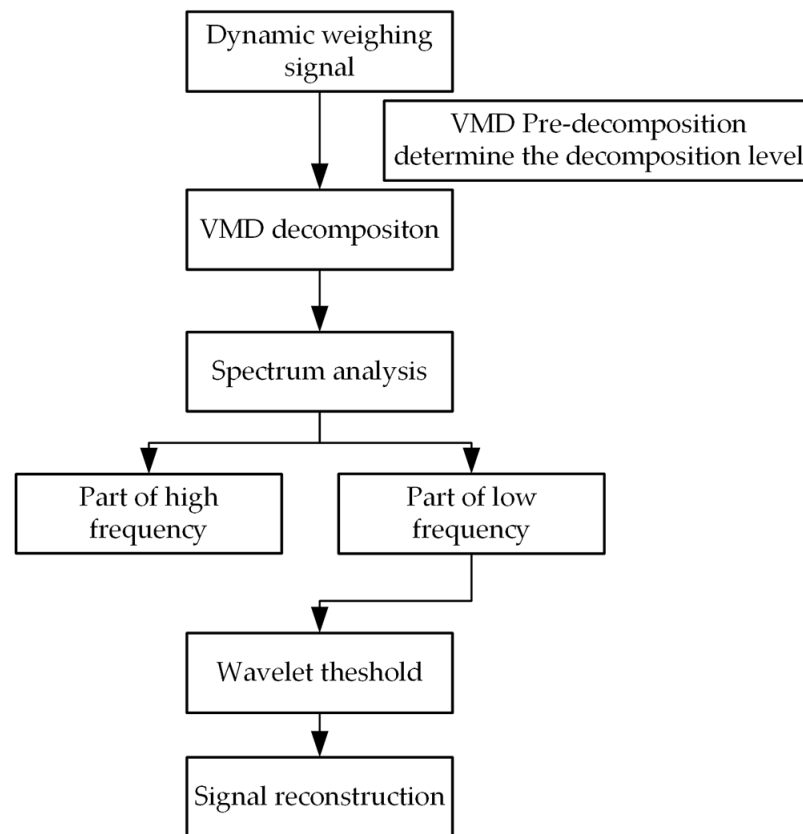 Dynamic weighing
signal
VMD Pre-decomposition
determine the decomposition level
VMD decompositon
Spectrum analysis
Part of high
frequency
Part of low
frequency
Wavelet theshold
Signal reconstruction